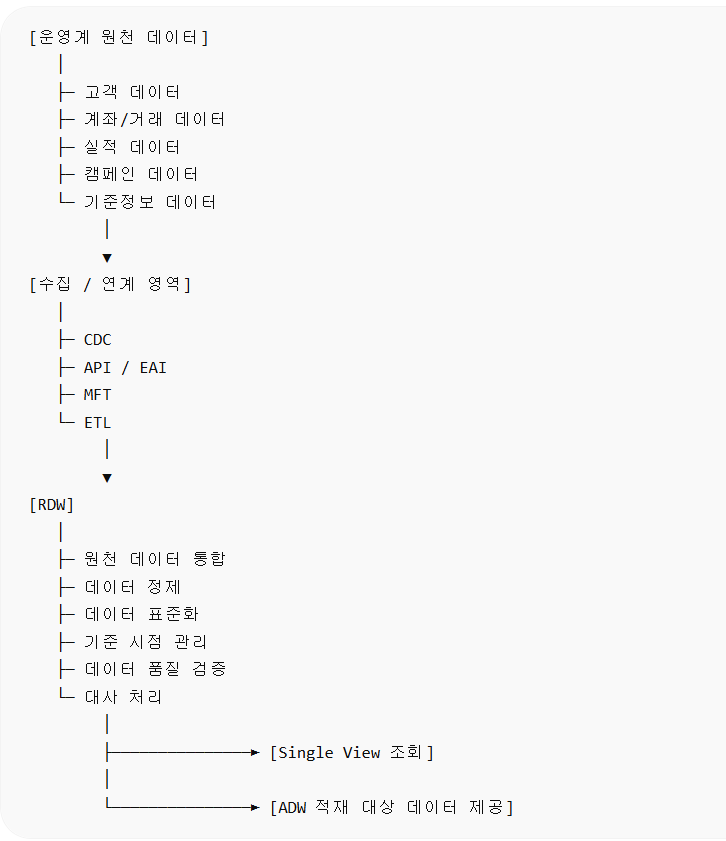 [운영계 원천 데이터]
고객 데이터
계좌/거래 데이터
실적 데이터
캠페인 데이터
기준정보 데이터
[수집 / 연계 영역]
CDC
API / EAI
MFT
ETL
[RDW]
원천 데이터 통합
데이터 정제
데이터 표준화
기준 시점 관리
데이터 품질 검증
대사 처리
[Single View 조회]
[ADW 적재 대상 데이터 제공]